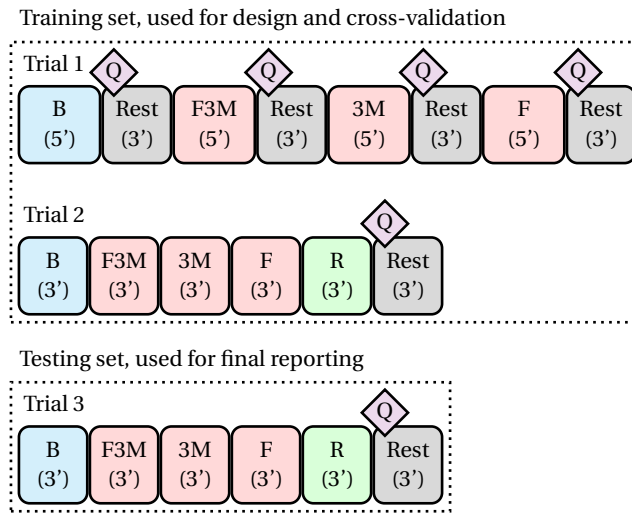 Training set, used for design and cross-validation
Trial 1
Q Q Q Q
B Rest F3M Rest 3M Rest F Rest
(5’) (3’) (5’) (3’) (5’) (3’) (5’) (3’)
Trial 2
Q
B F3M 3M F R Rest
(3’) (3’) (3’) (3’) (3’) (3’)
Testing set, used for final reporting
Trial 3
Q
B F3M 3M F R Rest
(3’) (3’) (3’) (3’) (3’) (3’)